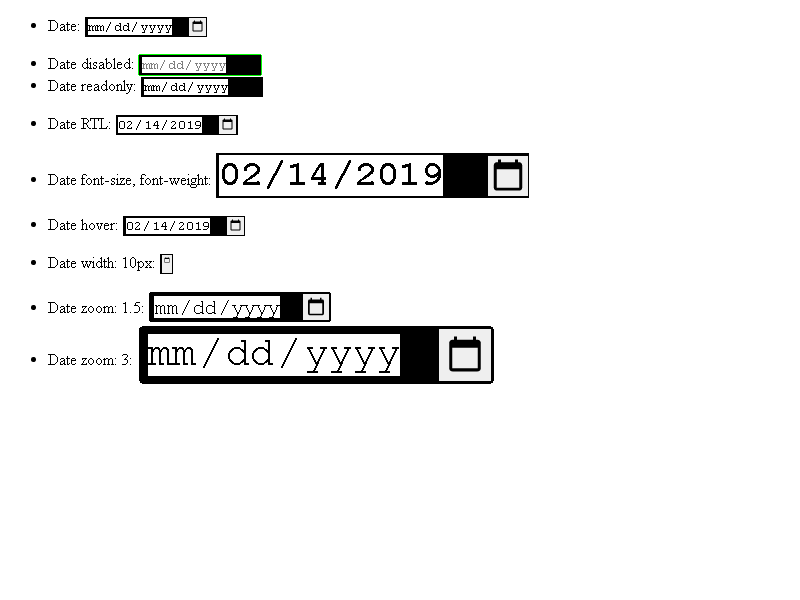 Date: mm/dd/yyyy
Date disabled: mm/dd/yyyy
Date readonly: mm/dd/yyyy
Date RTL: 02/14/2019
Date font-size, font-weight: 02/14/2019
Date hover: 02/14/2019
Date width: 10px:
Date zoom: 1.5: mm/dd/yyyy
Date zoom: 3: mm/dd/yyyy